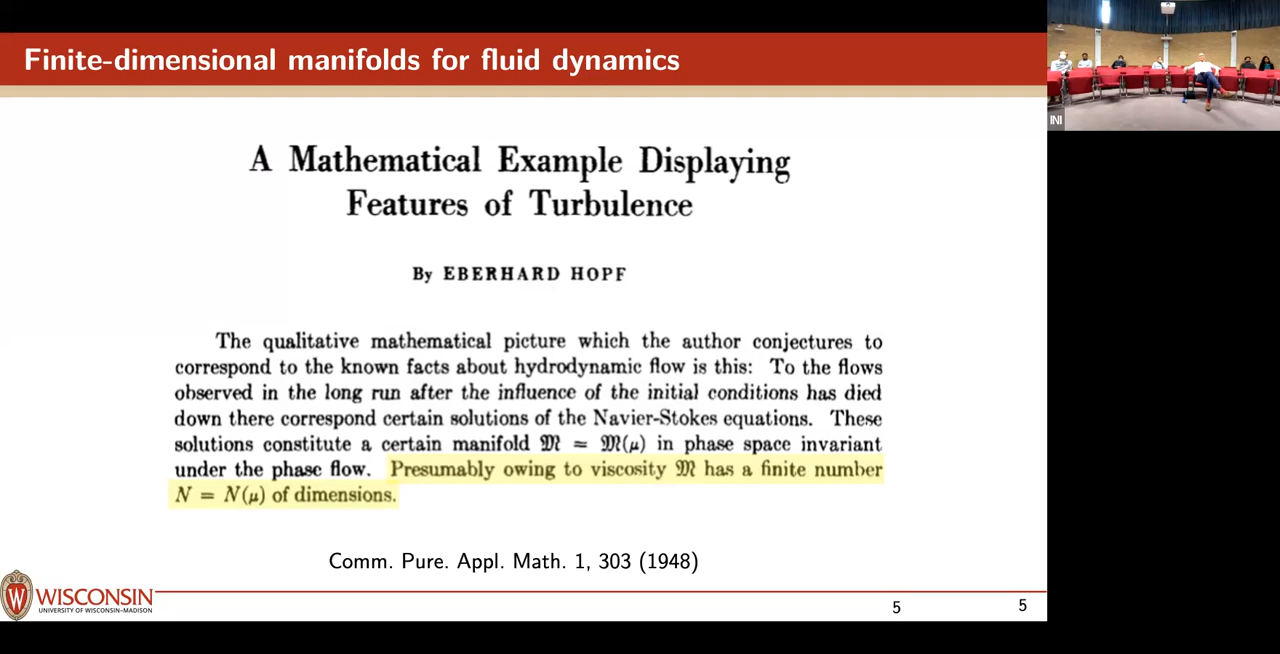 Finite-dimensional manifolds for fluid dynamics
INI
A Mathematical Example Displaying
Features of Turbulence
By EBERHARD HOPF
The qualitative mathematical picture which the author conjectures to
correspond to the known facts about hydrodynamic flow is this: To the flows
observed in the long run after the influence of the initial conditions has died
down there correspond certain solutions of the Navier-Stokes equations. These
solutions constitute a certain manifold 𝔐 = 𝔐(μ) in phase space invariant
under the phase flow. Presumably owing to viscosity 𝔐 has a finite number
N = N(μ) of dimensions.
Comm. Pure. Appl. Math. 1, 303 (1948)
WISCONSIN
UNIVERSITY OF WISCONSIN–MADISON
5
5